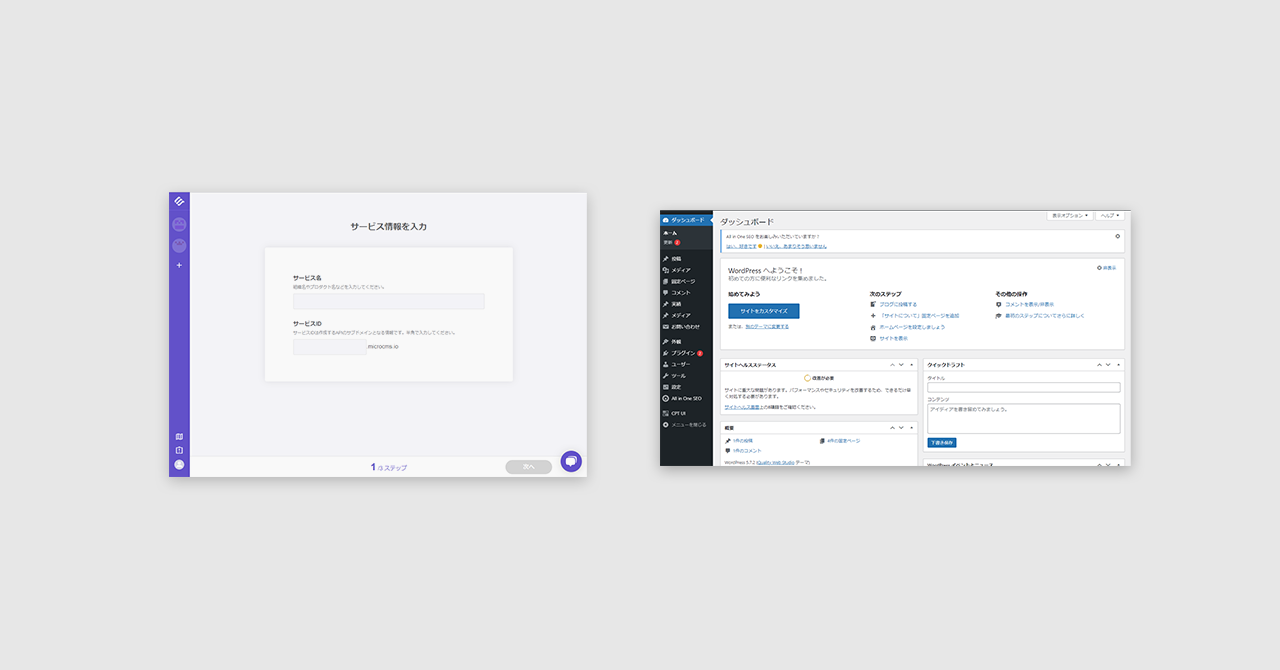 サービス情報を入力
サービス名
組織名やプロダクト名などを入力してください。
サービスID
サービスIDは作成するAPIのサブドメインとなる情報です。半角で入力してください。
.microcms.io
1 /3 ステップ
次へ
ダッシュボード
ホーム
更新 2
投稿
メディア
固定ページ
コメント
実績
メディア
お問い合わせ
外観
プラグイン 2
ユーザー
ツール
設定
All in One SEO
CPT UI
メニューを閉じる
表示オプション ▼
ヘルプ ▼
ダッシュボード
All in One SEO をお楽しみいただいていますか？
はい、好きです | いいえ、あまりそう思いません
WordPress へようこそ！
初めての方に便利なリンクを集めました。
非表示
始めてみよう
サイトをカスタマイズ
または、他のテーマに変更する
次のステップ
ブログに投稿する
「サイトについて」固定ページを追加
ホームページを設定しましょう
サイトを表示
その他の操作
コメントを表示/非表示
最初のステップについてさらに詳しく
サイトヘルスステータス
改善が必要
サイトに重大な問題があります。パフォーマンスやセキュリティを改善するため、できるだけ早
く対処する必要があります。
概要
1件の投稿
4件の固定ページ
1件のコメント
WordPress 5.7.2 (Quality Web Studio テーマ)
クイックドラフト
タイトル
コンテンツ
アイディアを書き留めてみましょう。
下書き保存
WordPress イベントとニュース